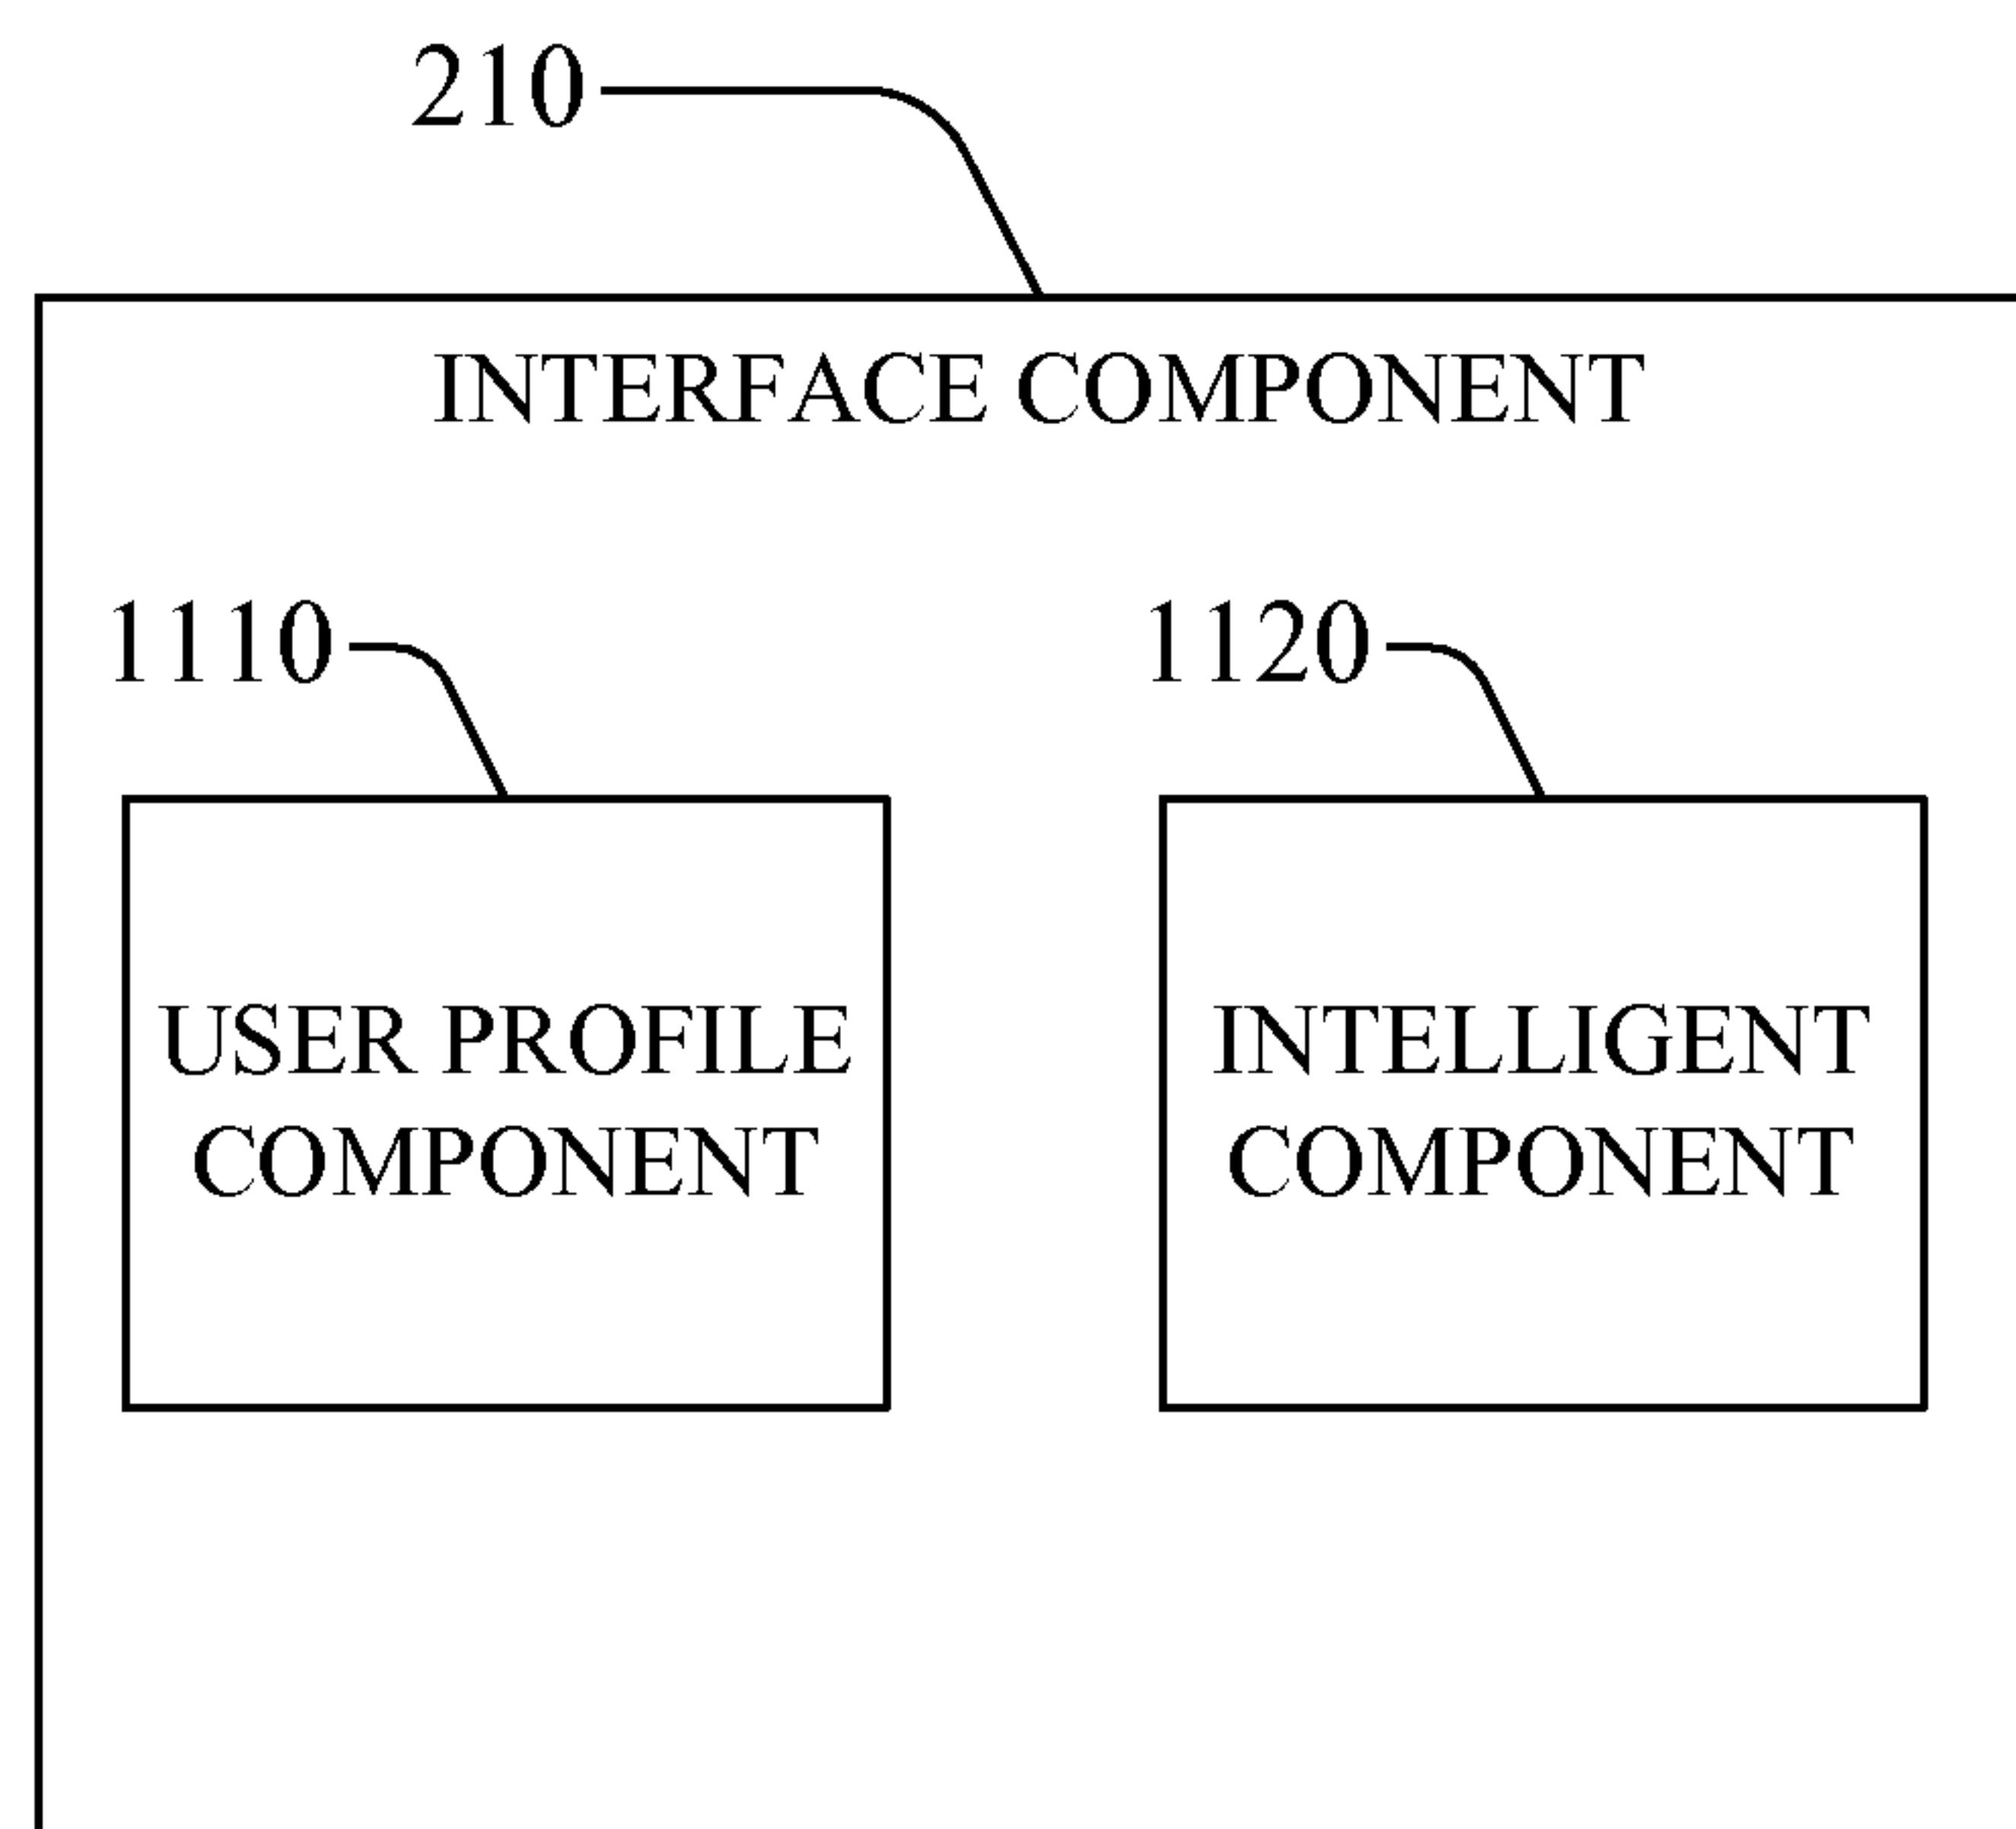 210
INTERFACE COMPONENT
1110
1120
USER PROFILE
COMPONENT
INTELLIGENT
COMPONENT